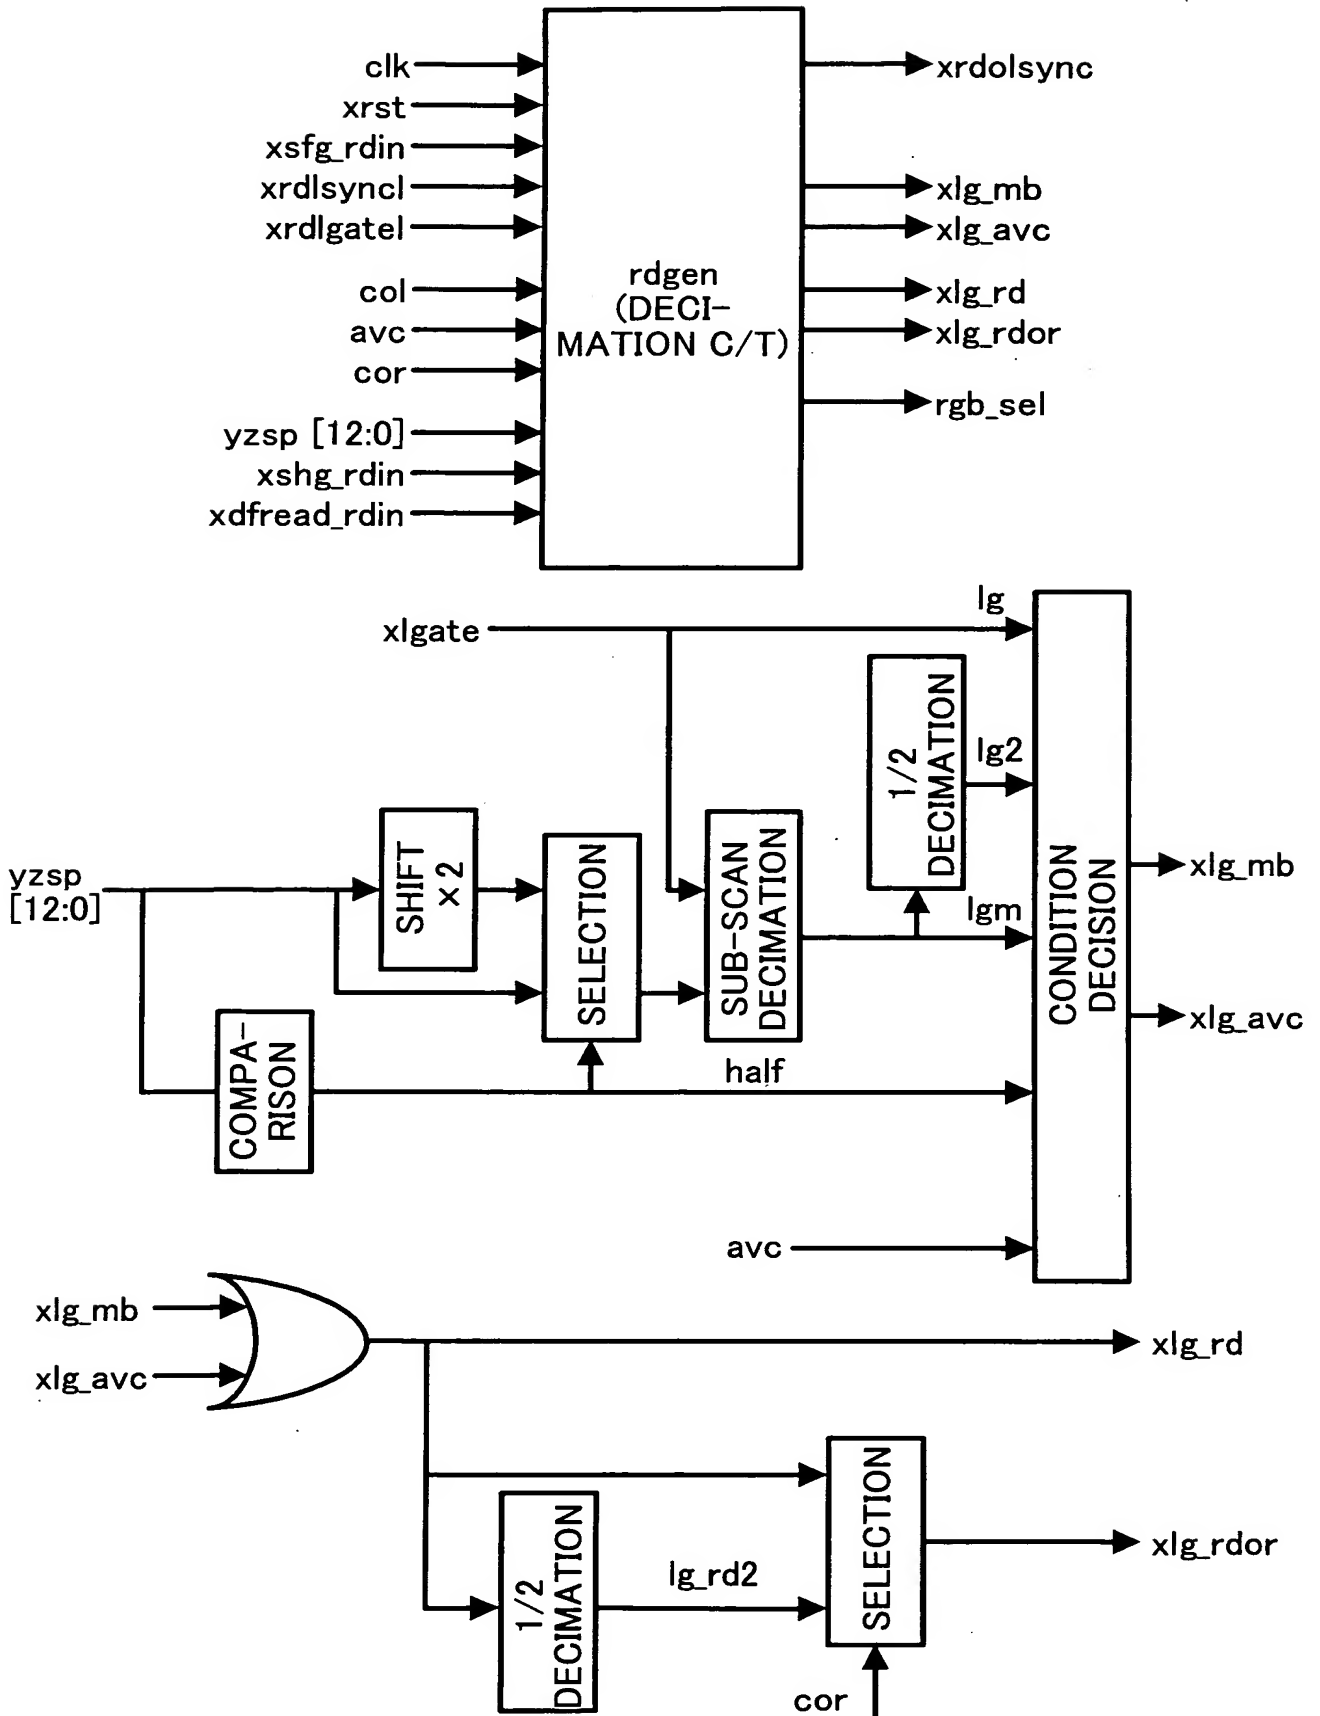 clk
xrst
xsfg_rdin
xrdlsyncl
xrdlgatel
col
avc
cor
yzsp [12:0]
xshg_rdin
xdfread_rdin
rdgen
(DECI-
MATION C/T)
xrdolsync
xlg_mb
xlg_avc
xlg_rd
xlg_rdor
rgb_sel
xlgate
lg
1/2
DECIMATION
lg2
yzsp
[12:0]
SHIFT
×2
SELECTION
SUB-SCAN
DECIMATION
lgm
COMPA-
RISON
half
avc
CONDITION
DECISION
xlg_mb
xlg_avc
xlg_mb
xlg_avc
xlg_rd
1/2
DECIMATION
lg_rd2
SELECTION
cor
xlg_rdor